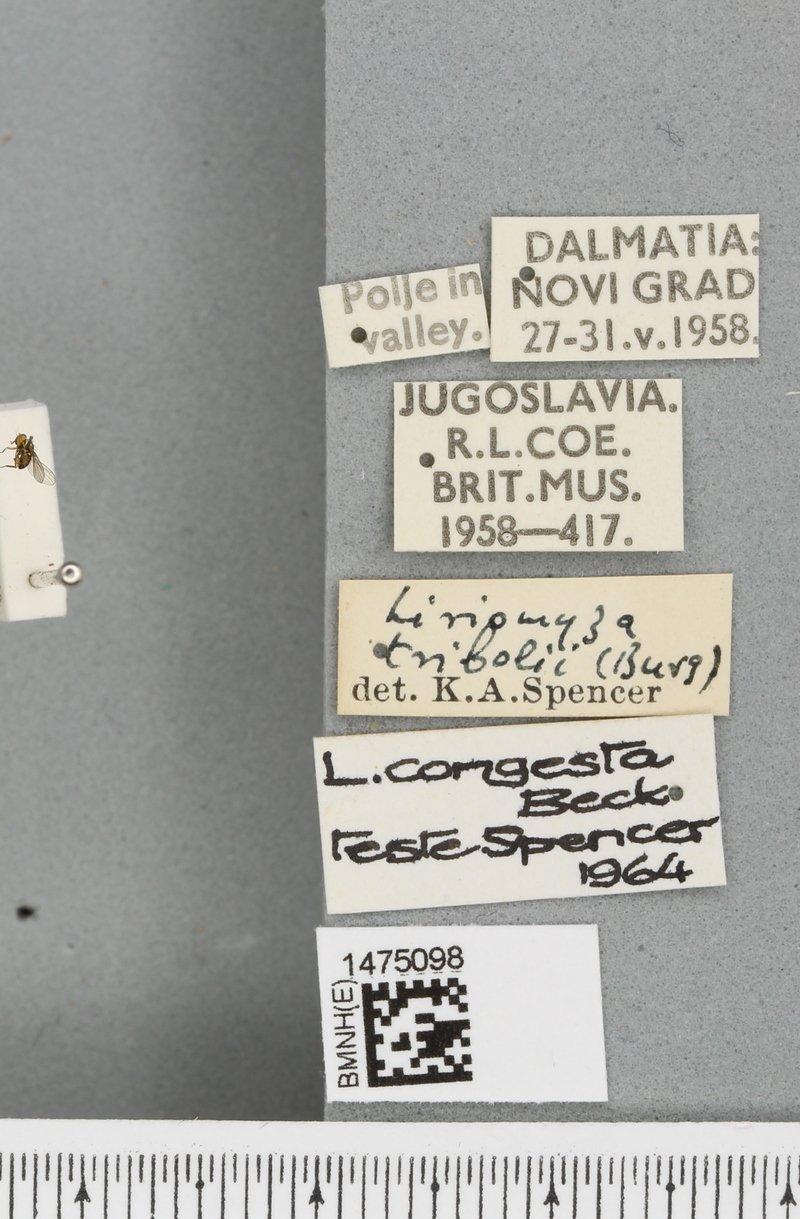 Polje in
valley.
DALMATIA:
NOVI GRAD
27-31.v.1958.
JUGOSLAVIA.
R.L.COE.
BRIT.MUS.
1958—417.
Liriomyza
tribolii (Burg)
det. K.A.Spencer
L. congesta
Beck
teste Spencer
1964
1475098
BMNH(E)